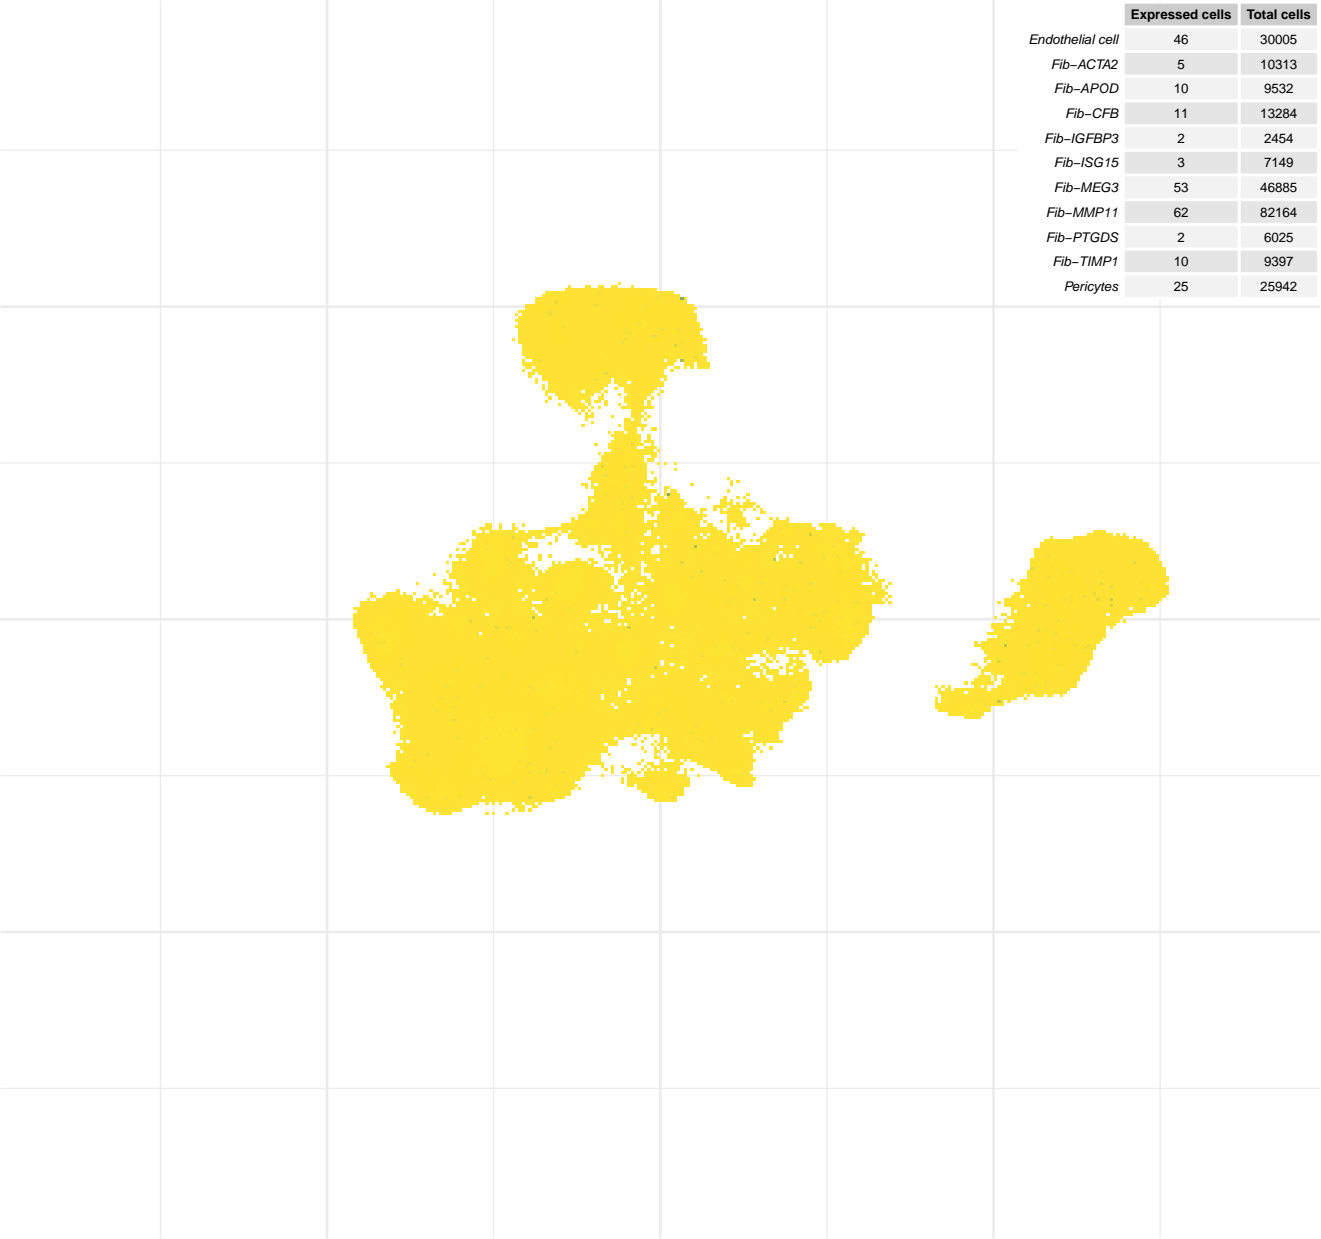 Expressed cells Total cells
Endothelial cell 46 30005
Fib−ACTA2 5 10313
Fib−APOD 10 9532
Fib−CFB 11 13284
Fib−IGFBP3 2 2454
Fib−ISG15 3 7149
Fib−MEG3 53 46885
Fib−MMP11 62 82164
Fib−PTGDS 2 6025
Fib−TIMP1 10 9397
Pericytes 25 25942